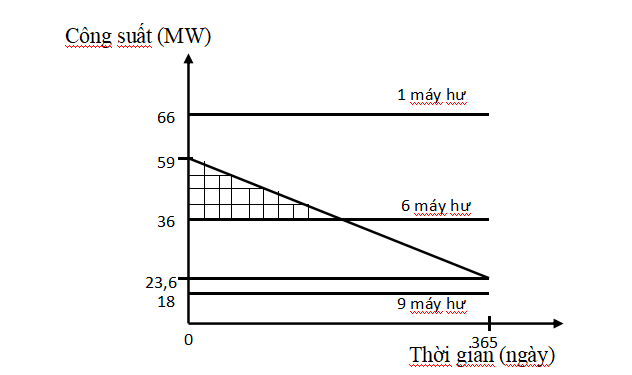 Công suất (MW)
1 máy hư
66
59
6 máy hư
36
23,6
18
9 máy hư
0
365
Thời gian (ngày)